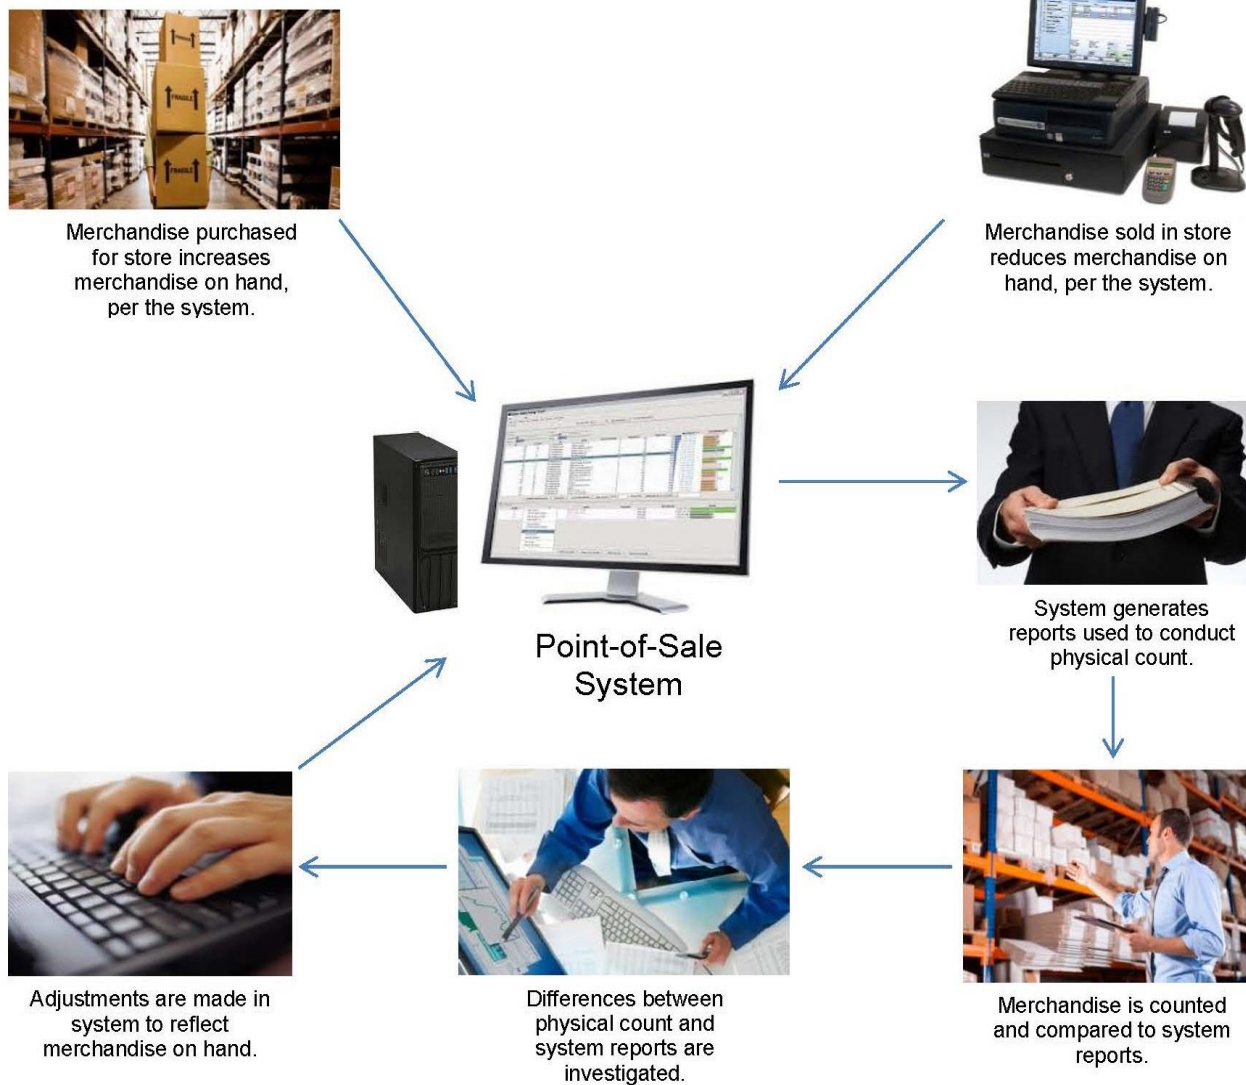 FRAGILE
FRAGILE
Merchandise purchased
for store increases
merchandise on hand,
per the system.
Merchandise sold in store
reduces merchandise on
hand, per the system.
Point-of-Sale
System
System generates
reports used to conduct
physical count.
Adjustments are made in
system to reflect
merchandise on hand.
Differences between
physical count and
system reports are
investigated.
Merchandise is counted
and compared to system
reports.